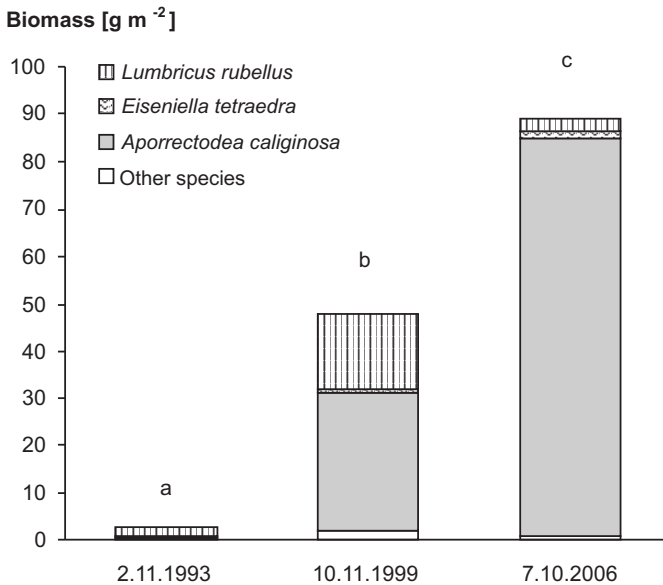 Biomass [g m -2]
100
90
80
70
60
50
40
30
20
10
0
Lumbricus rubellus
Eiseniella tetraedra
Aporrectodea caliginosa
Other species
a
b
c
2.11.1993 10.11.1999 7.10.2006